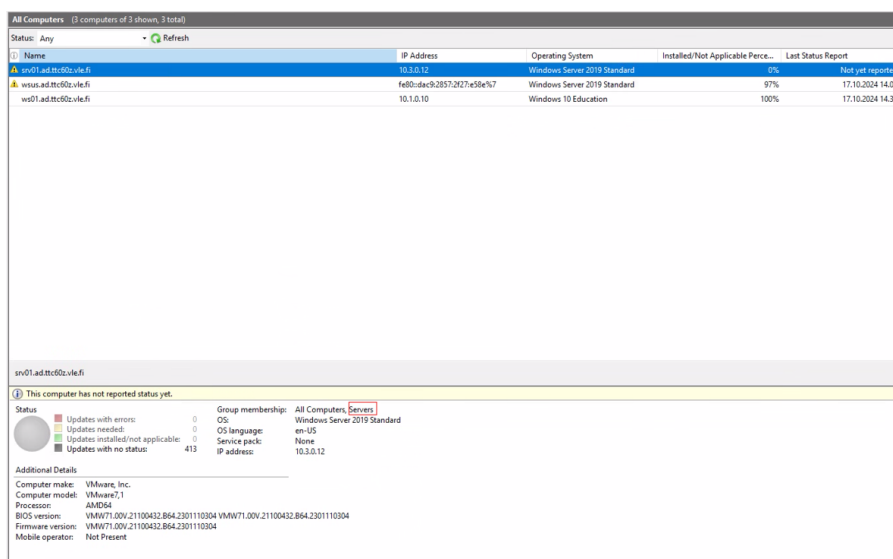 All Computers (3 computers of 3 shown, 3 total)
Status: Any Refresh
Name IP Address Operating System Installed/Not Applicable Perce... Last Status Report
srv01.ad.ttc60z.vle.fi 10.3.0.12 Windows Server 2019 Standard 0% Not yet reporte
wsus.ad.ttc60z.vle.fi fe80::dac9:2857:2f27:e58e%7 Windows Server 2019 Standard 97% 17.10.2024 14.0
ws01.ad.ttc60z.vle.fi 10.1.0.10 Windows 10 Education 100% 17.10.2024 14.3
srv01.ad.ttc60z.vle.fi
This computer has not reported status yet.
Status
Updates with errors: 0
Updates needed: 0
Updates installed/not applicable: 0
Updates with no status: 413
Group membership: All Computers, Servers
OS: Windows Server 2019 Standard
OS language: en-US
Service pack: None
IP address: 10.3.0.12
Additional Details
Computer make: VMware, Inc.
Computer model: VMware7,1
Processor: AMD64
BIOS version: VMW71.00V.21100432.B64.2301110304 VMW71.00V.21100432.B64.2301110304
Firmware version: VMW71.00V.21100432.B64.2301110304
Mobile operator: Not Present